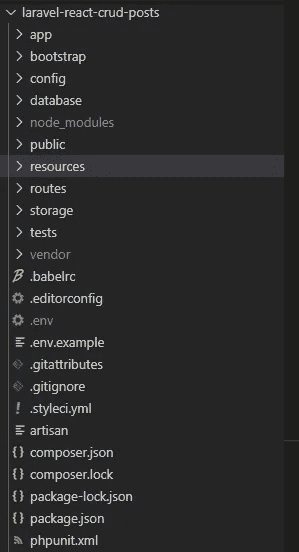 laravel-react-crud-posts
app
bootstrap
config
database
node_modules
public
resources
routes
storage
tests
vendor
.babelrc
.editorconfig
.env
.env.example
.gitattributes
.gitignore
.styleci.yml
artisan
composer.json
composer.lock
package-lock.json
package.json
phpunit.xml